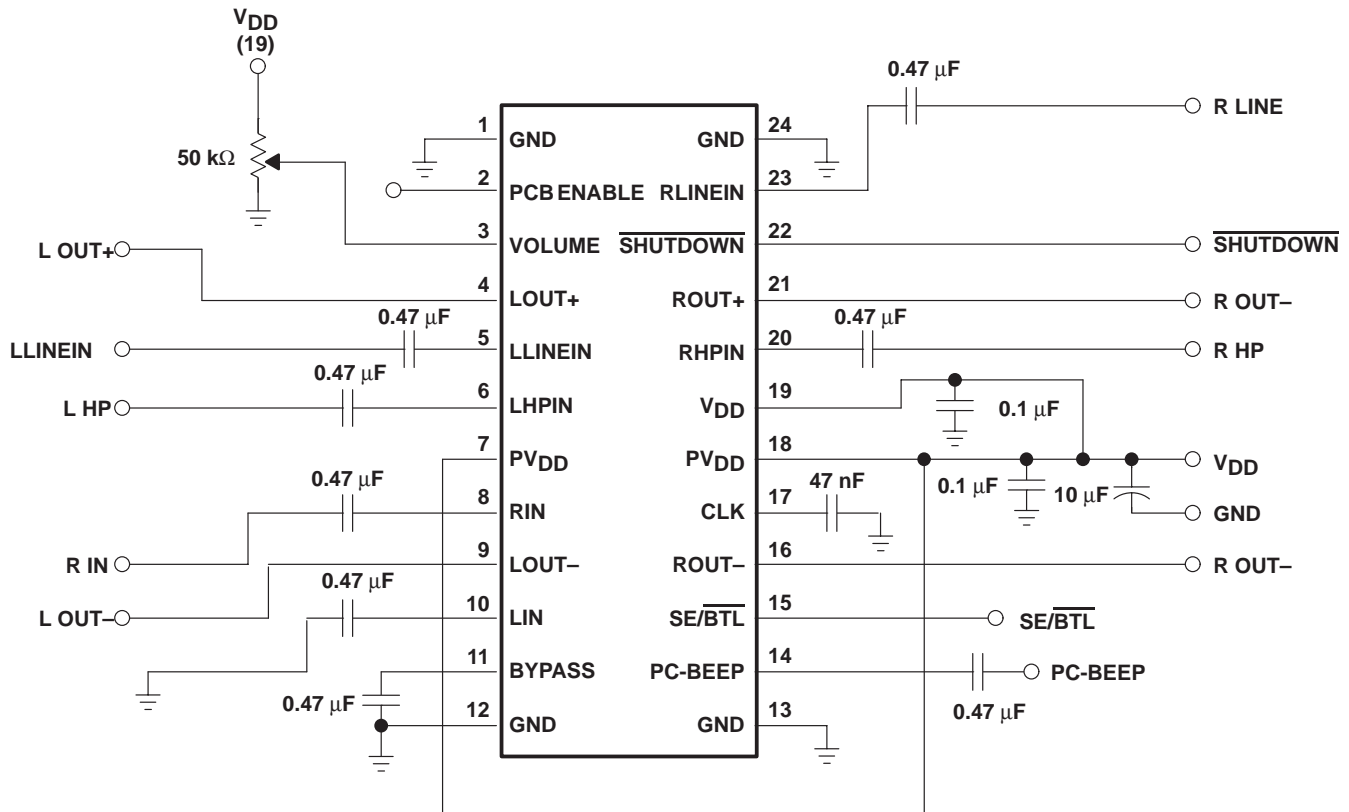 VDD
(19)
50 kΩ
0.47 μF
R LINE
1
GND
GND
24
2
PCB ENABLE
RLINEIN
23
3
VOLUME
SHUTDOWN
22
SHUTDOWN
L OUT+
4
LOUT+
ROUT+
21
R OUT–
0.47 μF
LLINEIN
5
LLINEIN
RHPIN
20
0.47 μF
R HP
0.47 μF
L HP
6
LHPIN
VDD
19
0.1 μF
7
PVDD
PVDD
18
VDD
0.47 μF
8
RIN
CLK
17
47 nF
0.1 μF
10 μF
GND
R IN
9
LOUT–
ROUT–
16
R OUT–
0.47 μF
L OUT–
10
LIN
SE/BTL
15
SE/BTL
11
BYPASS
PC-BEEP
14
PC-BEEP
0.47 μF
0.47 μF
12
GND
GND
13